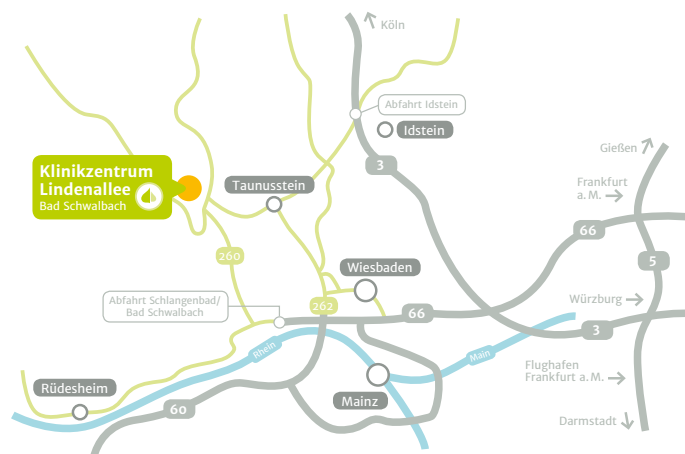 Köln
Abfahrt Idstein
Idstein
Gießen
3
Klinikzentrum
Lindenallee
Bad Schwalbach
Taunusstein
Frankfurt
a. M.
66
260
Wiesbaden
5
Abfahrt Schlangenbad/
Bad Schwalbach
262
66
Würzburg
3
Rhein
Main
Flughafen
Frankfurt a. M.
Rüdesheim
Mainz
60
Darmstadt